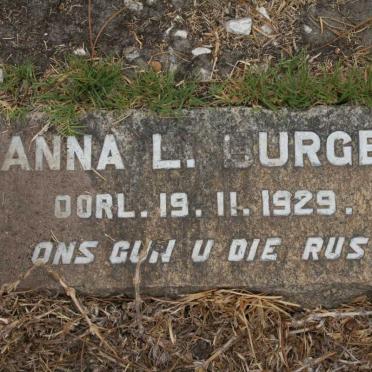 ANNA L. BURGE
OORL. 19. 11. 1929.
ONS GUN U DIE RUS